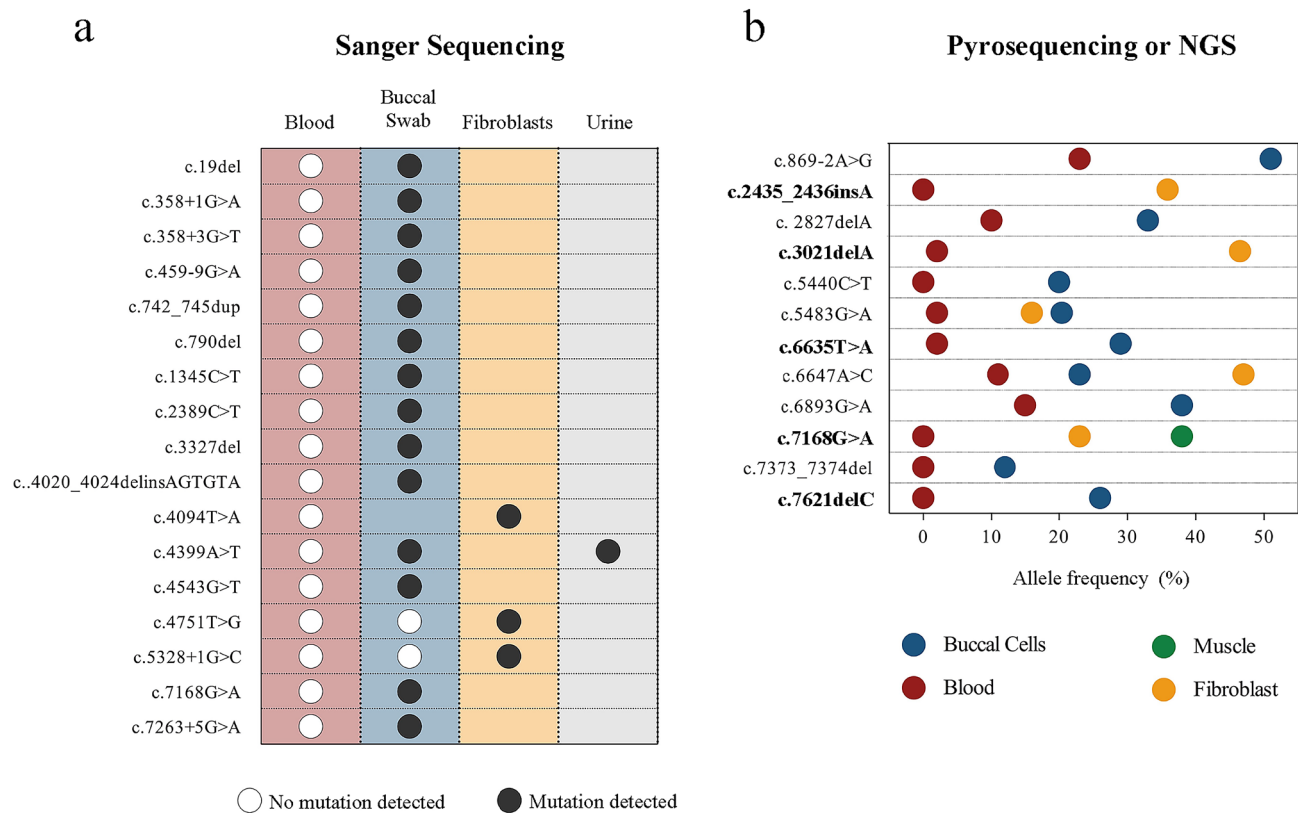 a
Sanger Sequencing
Blood
Buccal
Swab
Fibroblasts
Urine
c.19del
c.358+1G>A
c.358+3G>T
c.459-9G>A
c.742_745dup
c.790del
c.1345C>T
c.2389C>T
c.3327del
c..4020_4024delinsAGTGTA
c.4094T>A
c.4399A>T
c.4543G>T
c.4751T>G
c.5328+1G>C
c.7168G>A
c.7263+5G>A
No mutation detected
Mutation detected
b
Pyrosequencing or NGS
c.869-2A>G
c.2435_2436insA
c. 2827delA
c.3021delA
c.5440C>T
c.5483G>A
c.6635T>A
c.6647A>C
c.6893G>A
c.7168G>A
c.7373_7374del
c.7621delC
0 10 20 30 40 50
Allele frequency (%)
Buccal Cells
Muscle
Blood
Fibroblast